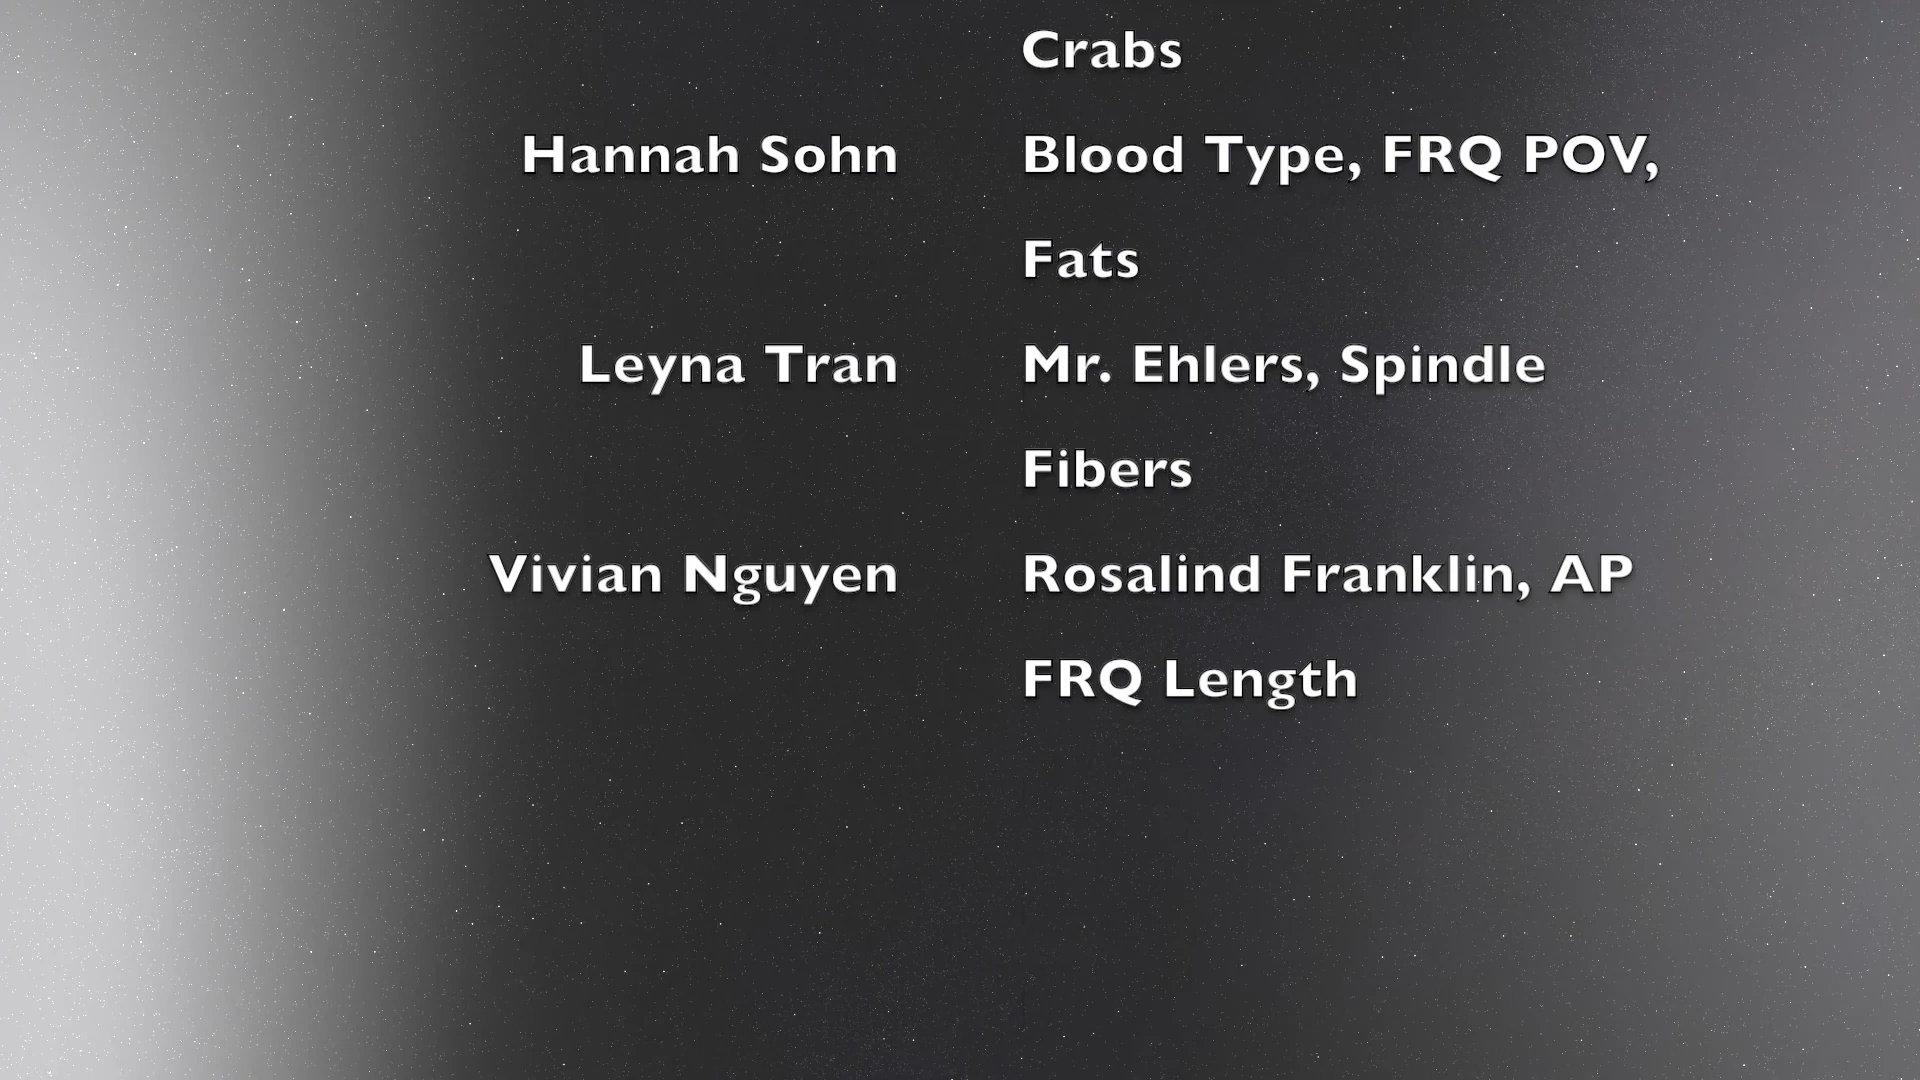 Crabs
Hannah Sohn Blood Type, FRQ POV,
Fats
Leyna Tran Mr. Ehlers, Spindle
Fibers
Vivian Nguyen Rosalind Franklin, AP
FRQ Length